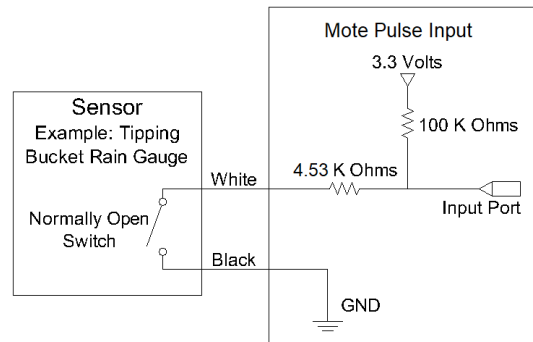 Mote Pulse Input
3.3 Volts
100 K Ohms
4.53 K Ohms
Input Port
GND
Sensor
Example: Tipping
Bucket Rain Gauge
Normally Open
Switch
White
Black